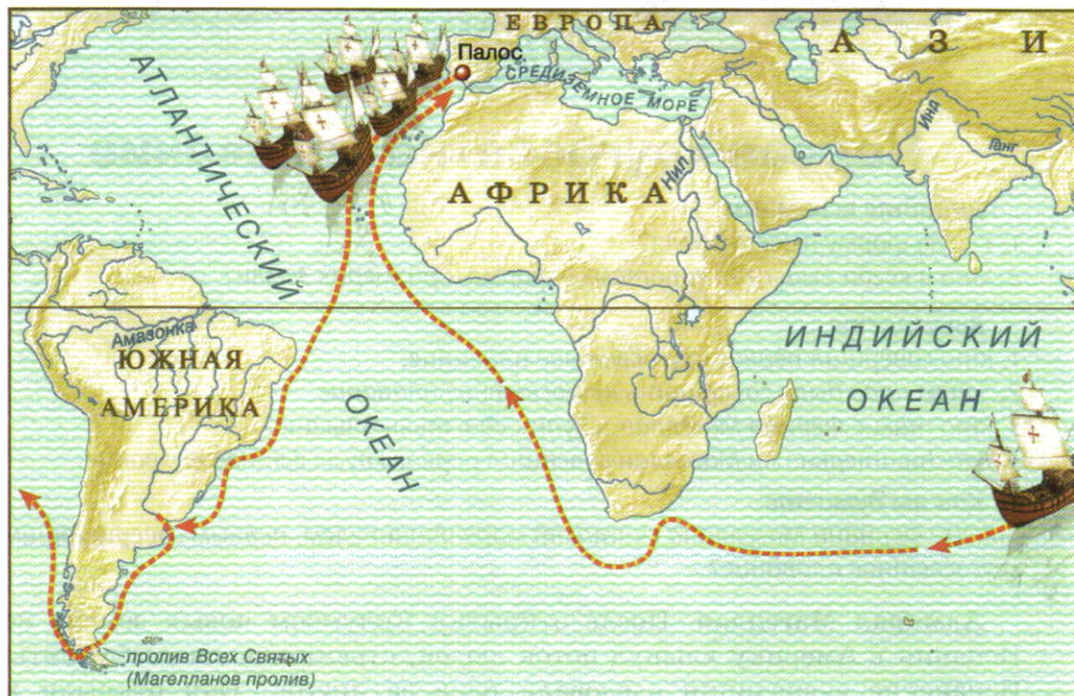 ЕВРОПА
АЗИ
Палос
СРЕДИЗЕМНОЕ МОРЕ
АТЛАНТИЧЕСКИЙ
ОКЕАН
Инд
Ганг
Нил
АФРИКА
Амазонка
ЮЖНАЯ
АМЕРИКА
ИНДИЙСКИЙ
ОКЕАН
пролив Всех Святых
(Магелланов пролив)